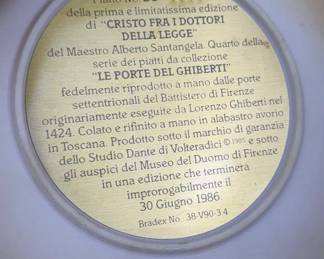 della prima e limitatissima edizione
di "CRISTO FRA I DOTTORI
DELLA LEGGE"
del Maestro Alberto Santangela. Quarto della
serie dei piatti da collezione
"LE PORTE DEL GHIBERTI"
fedelmente riprodotto a mano dalle porte
settentrionali del Battistero di Firenze
originariamente eseguite da Lorenzo Ghiberti nel
1424. Colato e rifinito a mano in alabastro avorio
in Toscana. Prodotto sotto il marchio di garanzia
dello Studio Dante di Volteradici © 1985 e sotto
gli auspici del Museo del Duomo di Firenze
in una edizione che terminera
improrogabilmente il
30 Giugno 1986.
Bradex No. 38-V90-3.4